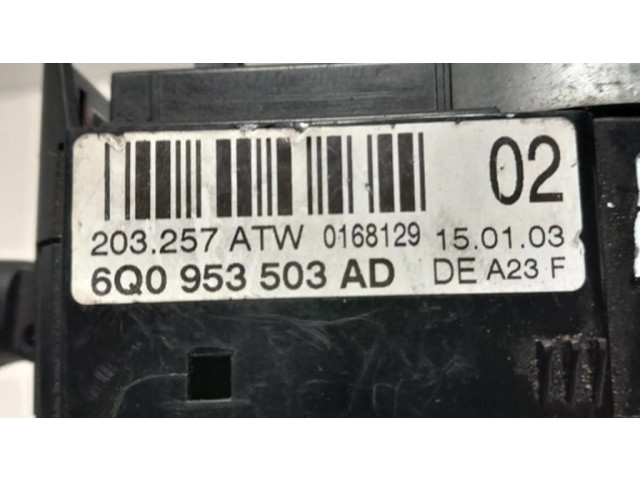 02
203.257 ATW 0168129 15.01.03
6Q0 953 503 AD DE A23 F